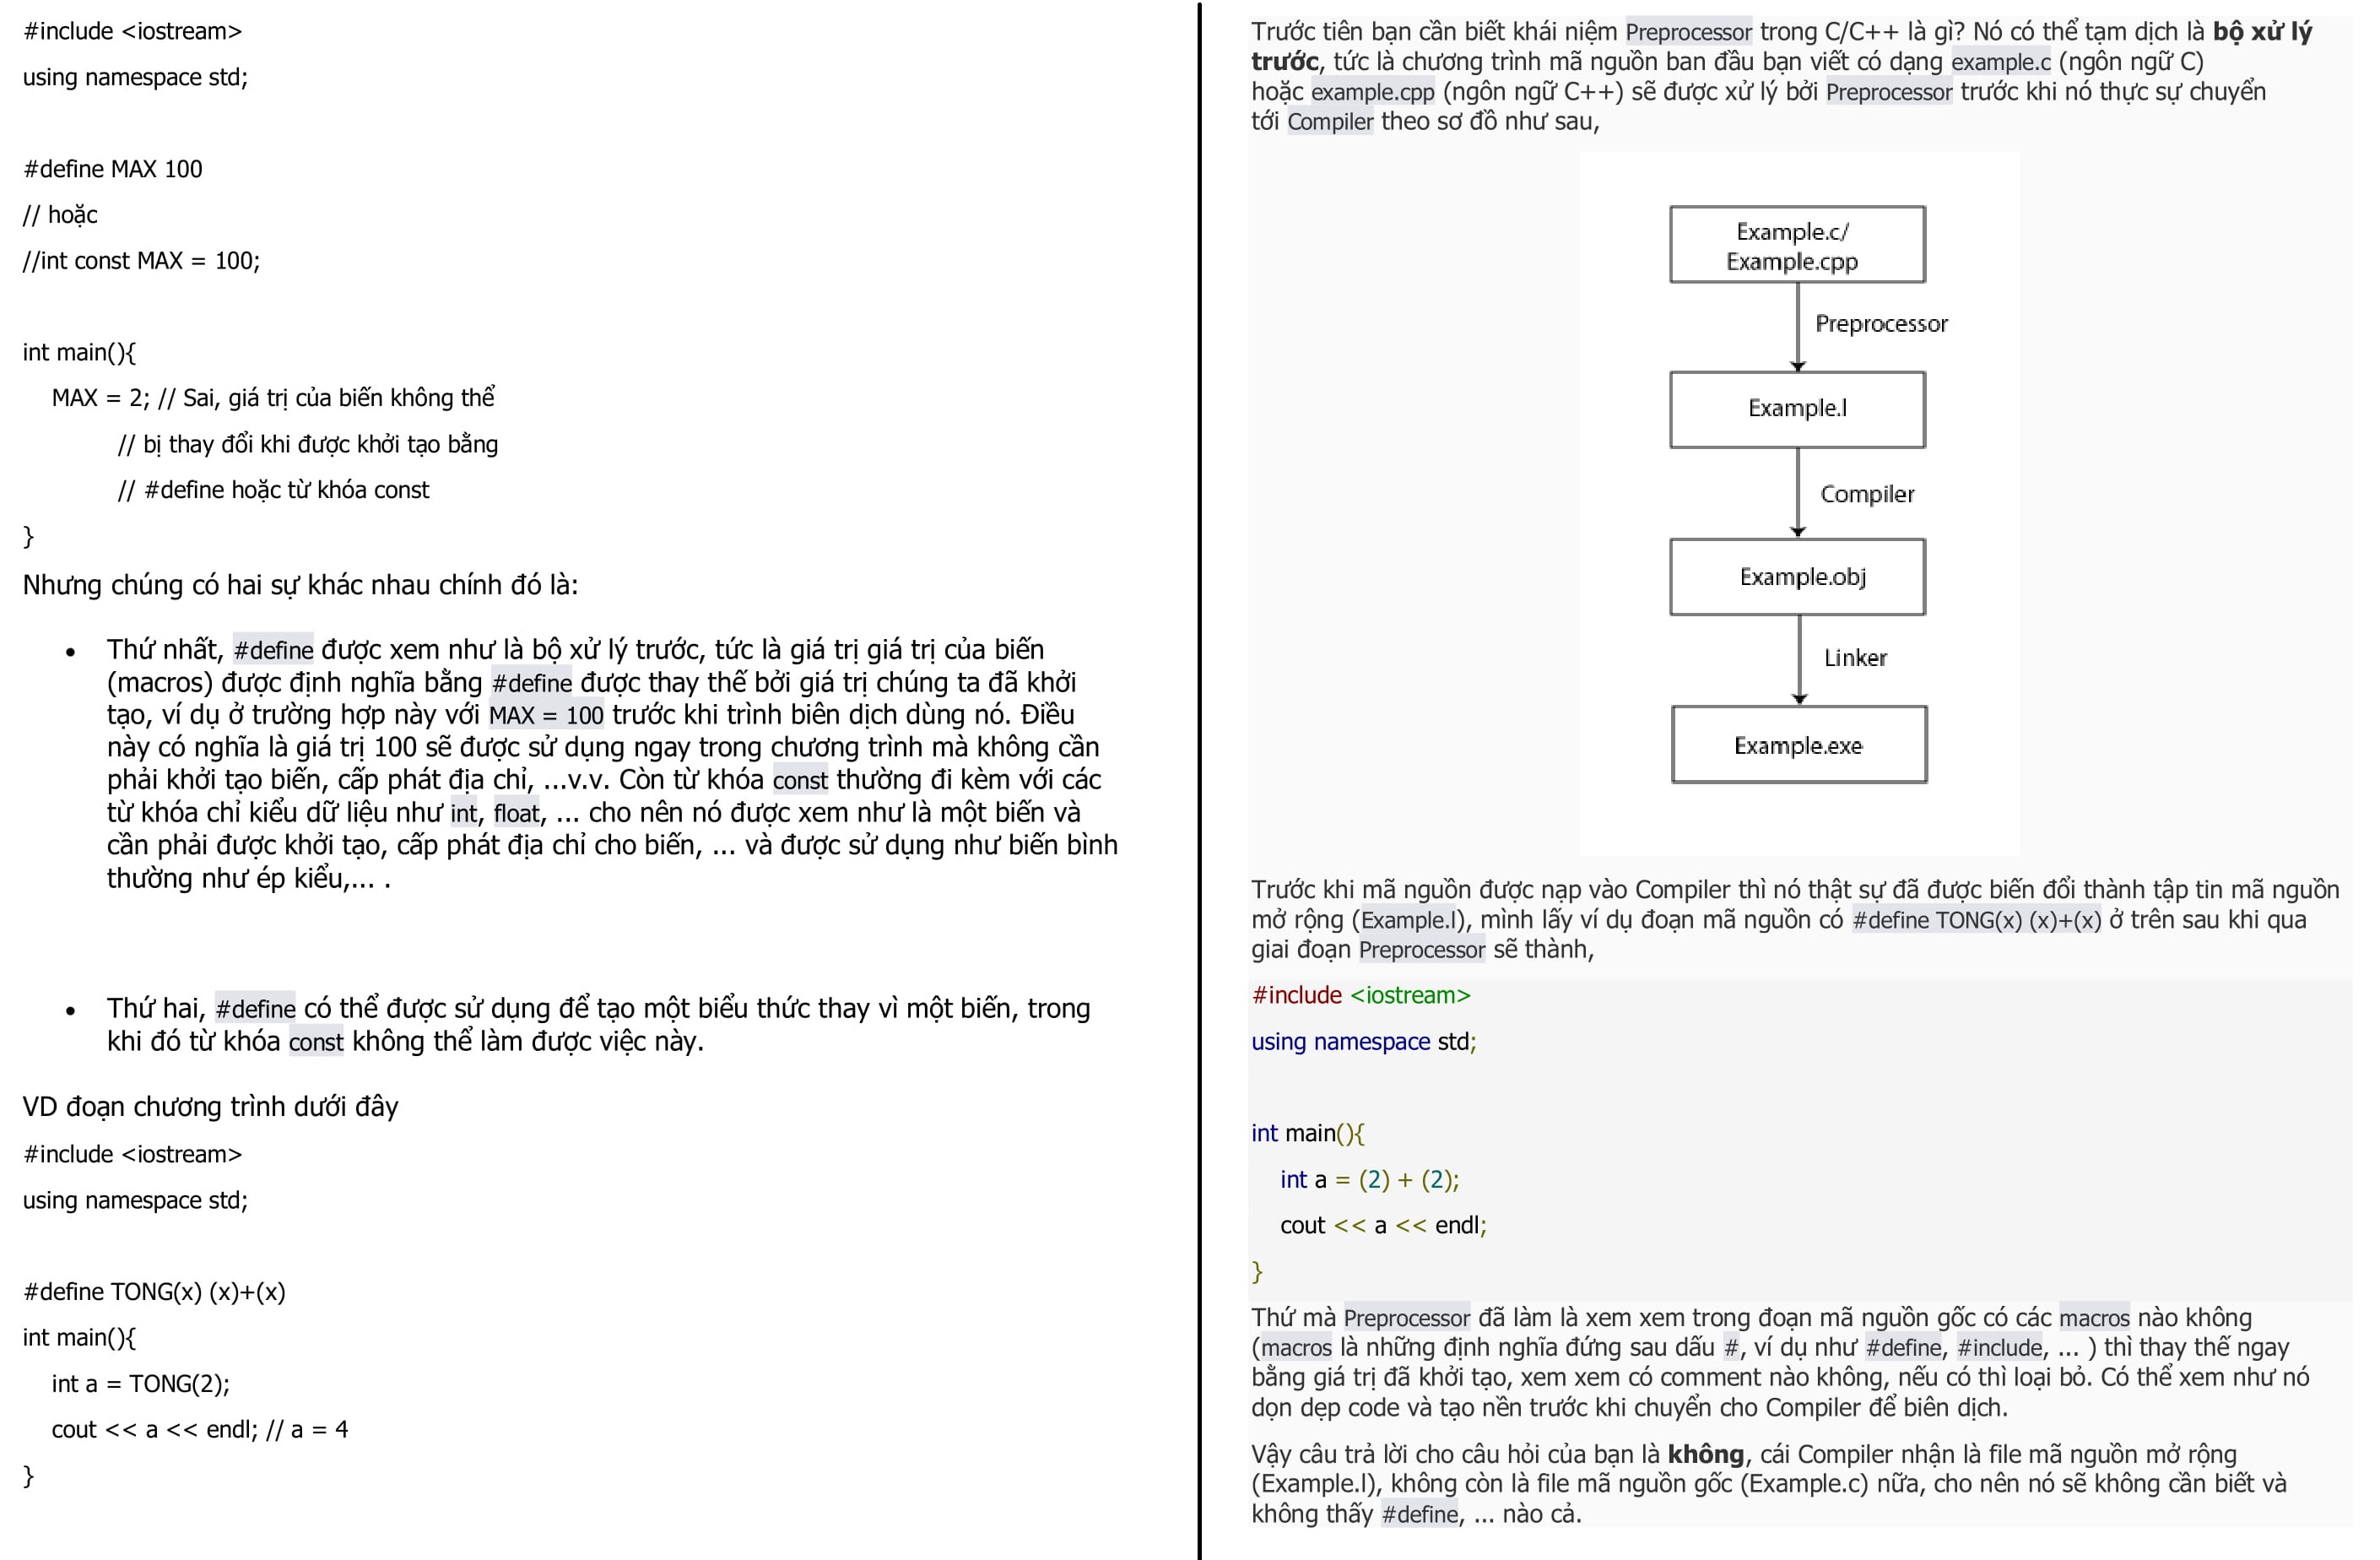 #include <iostream>
using namespace std;
#define MAX 100
// hoặc
//int const MAX = 100;
int main(){
MAX = 2; // Sai, giá trị của biến không thể
// bị thay đổi khi được khởi tạo bằng
// #define hoặc từ khóa const
}
Nhưng chúng có hai sự khác nhau chính đó là:
• Thứ nhất, #define được xem như là bộ xử lý trước, tức là giá trị giá trị của biến
(macros) được định nghĩa bằng #define được thay thế bởi giá trị chúng ta đã khởi
tạo, ví dụ ở trường hợp này với MAX = 100 trước khi trình biên dịch dùng nó. Điều
này có nghĩa là giá trị 100 sẽ được sử dụng ngay trong chương trình mà không cần
phải khởi tạo biến, cấp phát địa chỉ, ...v.v. Còn từ khóa const thường đi kèm với các
từ khóa chỉ kiểu dữ liệu như int, float, ... cho nên nó được xem như là một biến và
cần phải được khởi tạo, cấp phát địa chỉ cho biến, ... và được sử dụng như biến bình
thường như ép kiểu,... .
• Thứ hai, #define có thể được sử dụng để tạo một biểu thức thay vì một biến, trong
khi đó từ khóa const không thể làm được việc này.
VD đoạn chương trình dưới đây
#include <iostream>
using namespace std;
#define TONG(x) (x)+(x)
int main(){
int a = TONG(2);
cout << a << endl; // a = 4
}
Trước tiên bạn cần biết khái niệm Preprocessor trong C/C++ là gì? Nó có thể tạm dịch là bộ xử lý
trước, tức là chương trình mã nguồn ban đầu bạn viết có dạng example.c (ngôn ngữ C)
hoặc example.cpp (ngôn ngữ C++) sẽ được xử lý bởi Preprocessor trước khi nó thực sự chuyển
tới Compiler theo sơ đồ như sau,
Example.c/
Example.cpp
Preprocessor
Example.l
Compiler
Example.obj
Linker
Example.exe
Trước khi mã nguồn được nạp vào Compiler thì nó thật sự đã được biến đổi thành tập tin mã nguồn
mở rộng (Example.l), mình lấy ví dụ đoạn mã nguồn có #define TONG(x) (x)+(x) ở trên sau khi qua
giai đoạn Preprocessor sẽ thành,
#include <iostream>
using namespace std;
int main(){
int a = (2) + (2);
cout << a << endl;
}
Thứ mà Preprocessor đã làm là xem xem trong đoạn mã nguồn gốc có các macros nào không
(macros là những định nghĩa đứng sau dấu #, ví dụ như #define, #include, ... ) thì thay thế ngay
bằng giá trị đã khởi tạo, xem xem có comment nào không, nếu có thì loại bỏ. Có thể xem như nó
dọn dẹp code và tạo nền trước khi chuyển cho Compiler để biên dịch.
Vậy câu trả lời cho câu hỏi của bạn là không, cái Compiler nhận là file mã nguồn mở rộng
(Example.l), không còn là file mã nguồn gốc (Example.c) nữa, cho nên nó sẽ không cần biết và
không thấy #define, ... nào cả.